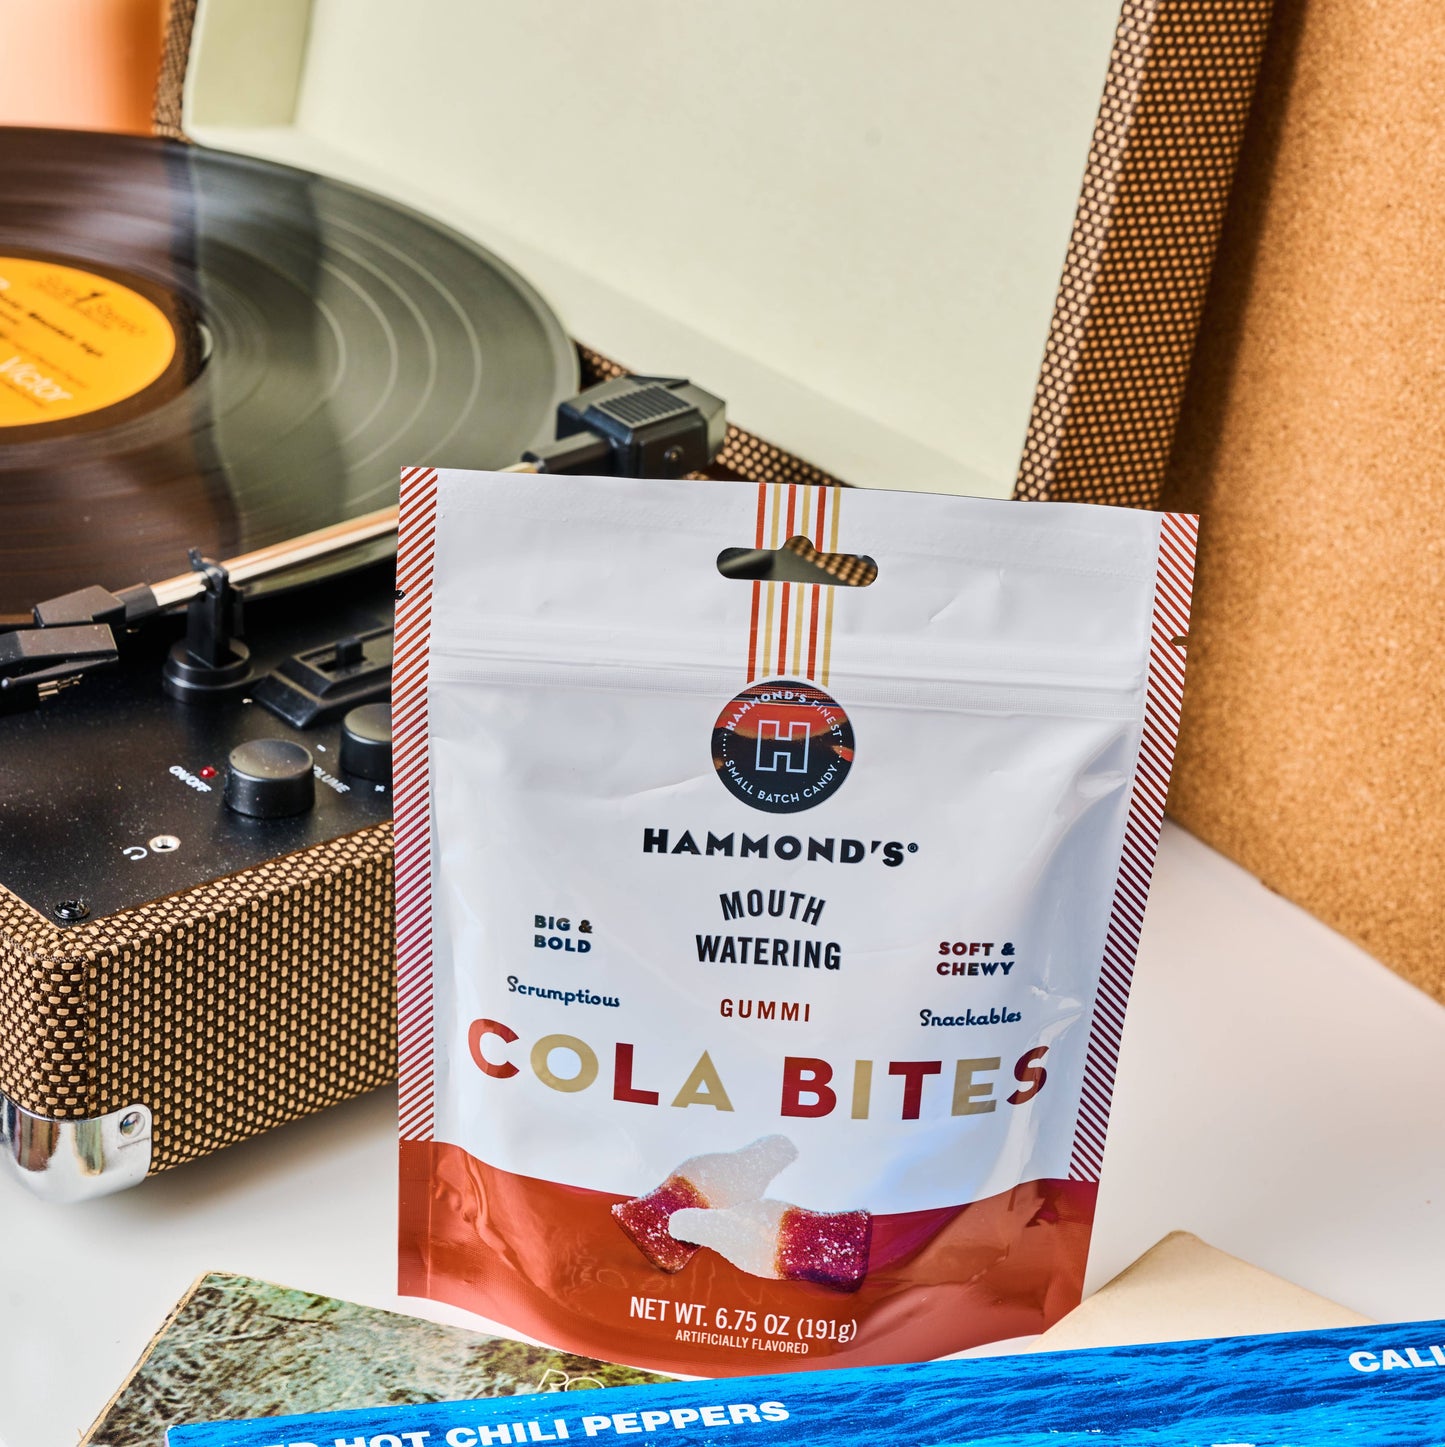 Victor
ON/OFF
VOLUME
HAMMOND'S FINEST
H
SMALL BATCH CANDY
HAMMOND'S®
MOUTH
WATERING
BIG &
BOLD
Scrumptious
SOFT &
CHEWY
Snackables
GUMMI
COLA BITES
NET WT. 6.75 OZ (191g)
ARTIFICIALLY FLAVORED
HOT CHILI PEPPERS
CALI